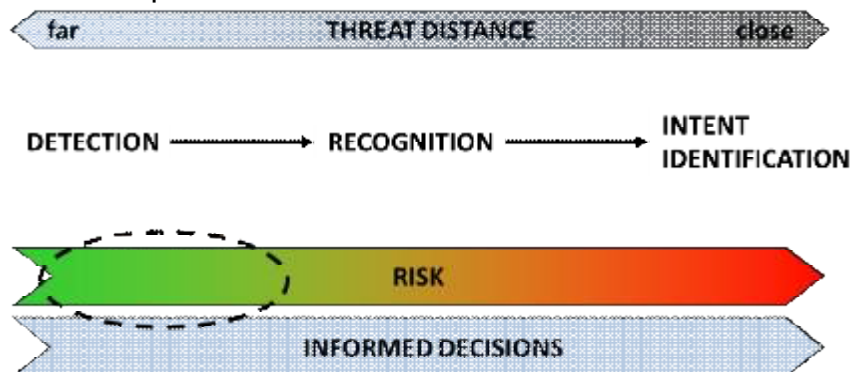 far THREAT DISTANCE close
DETECTION RECOGNITION INTENT
IDENTIFICATION
RISK
INFORMED DECISIONS